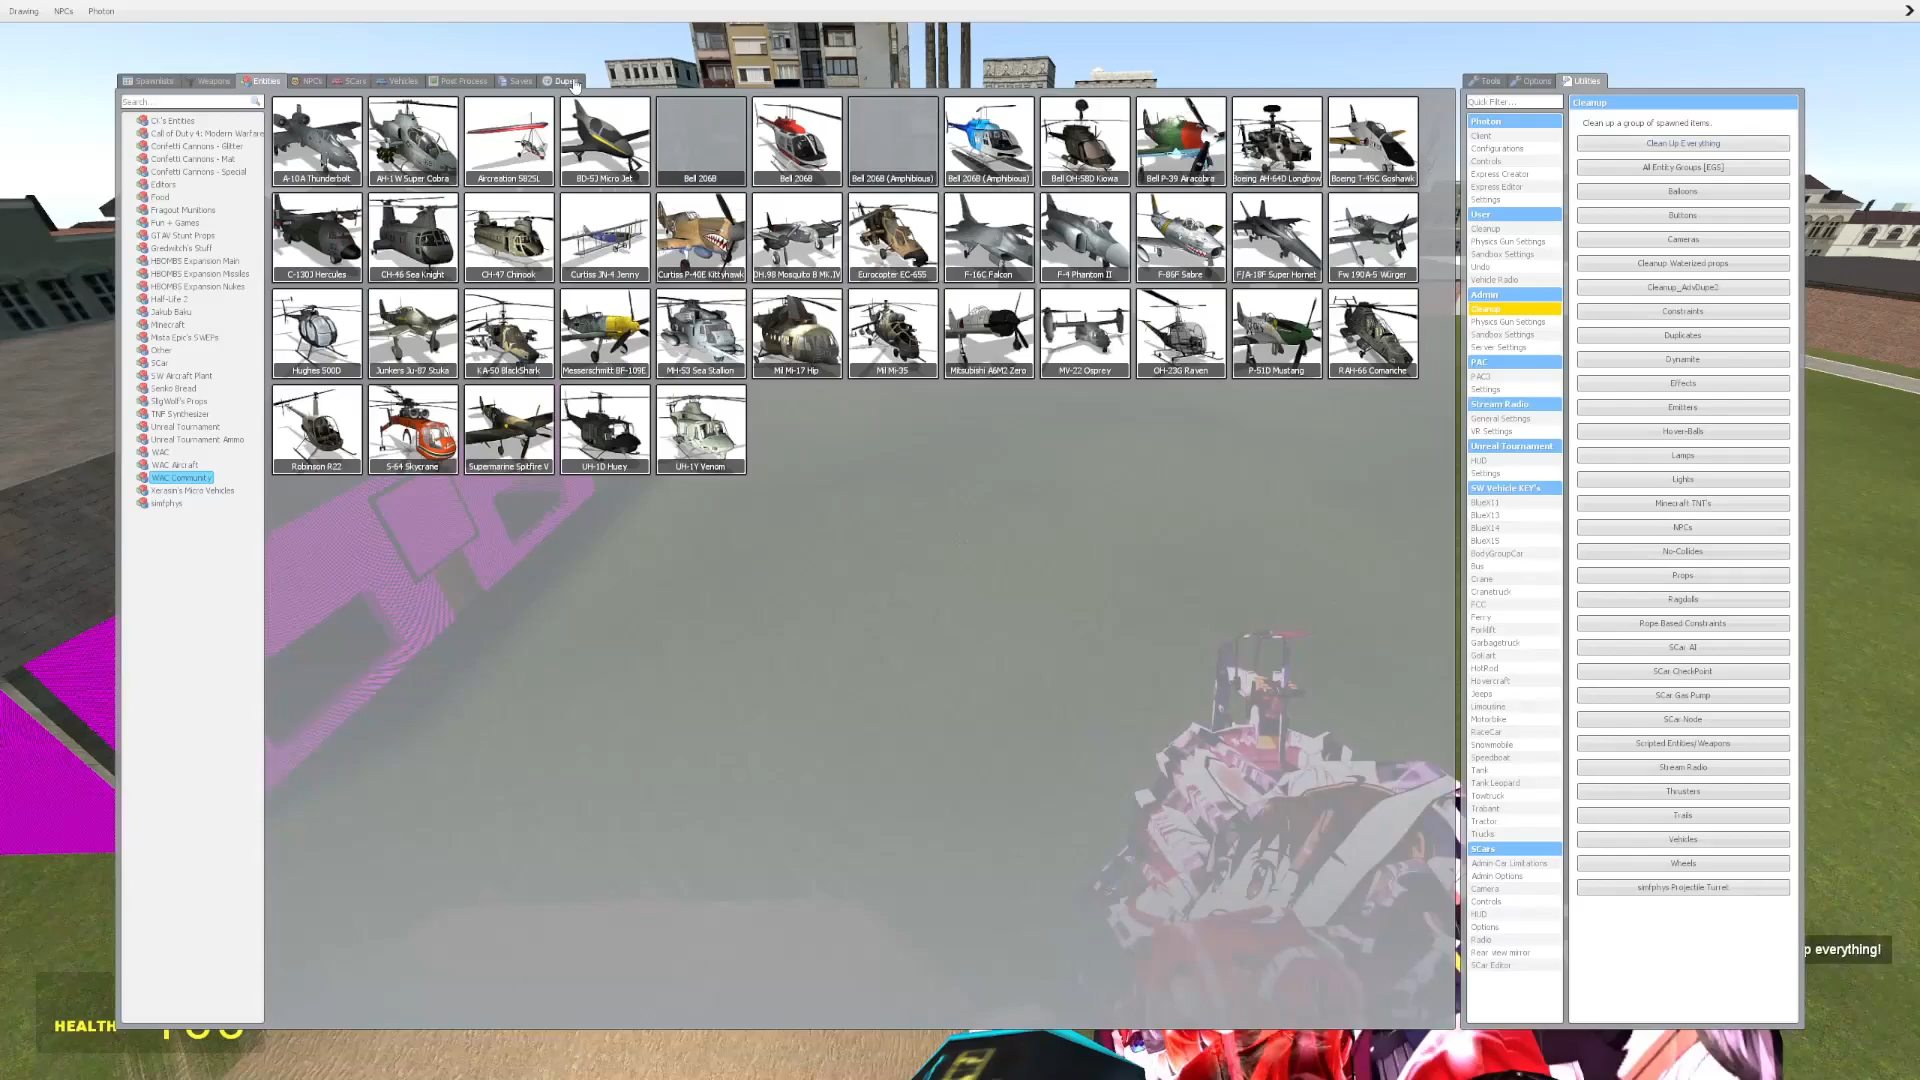 Drawing NPCs Photon
Spawnlists Weapons Entities NPCs SCars Vehicles Post Process Saves Dupes
Search...
CK's Entities
Call of Duty 4: Modern Warfare
Confetti Cannons - Glitter
Confetti Cannons - Mat
Confetti Cannons - Special
Editors
Food
Fragout Munitions
Fun + Games
GTAV Stunt Props
Gredwitch's Stuff
HBOMBS Expansion Main
HBOMBS Expansion Missiles
HBOMBS Expansion Nukes
Half-Life 2
Jakub Baku
Minecraft
Mista Epic's SWEPs
Other
SCar
SW Aircraft Plant
Senko Bread
SligWolf's Props
TNF Synthesizer
Unreal Tournament
Unreal Tournament Ammo
WAC
WAC Aircraft
WAC Community
Xerasin's Micro Vehicles
simfphys
A-10A Thunderbolt AH-1W Super Cobra Aircreation 582SL BD-5J Micro Jet Bell 206B Bell 206B Bell 206B (Amphibious) Bell 206B (Amphibious) Bell OH-58D Kiowa Bell P-39 Airacobra Boeing AH-64D Longbow Boeing T-45C Goshawk
C-130J Hercules CH-46 Sea Knight CH-47 Chinook Curtiss JN-4 Jenny Curtiss P-40E Kittyhawk DH.98 Mosquito B Mk.IV Eurocopter EC-655 F-16C Falcon F-4 Phantom II F-86F Sabre F/A-18F Super Hornet Fw 190A-5 Würger
Hughes 500D Junkers Ju-87 Stuka KA-50 BlackShark Messerschmitt BF-109E MH-53 Sea Stallion Mil Mi-17 Hip Mil Mi-35 Mitsubishi A6M2 Zero MV-22 Osprey OH-23G Raven P-51D Mustang RAH-66 Comanche
Robinson R22 S-64 Skycrane Supermarine Spitfire V UH-1D Huey UH-1Y Venom
Tools Options Utilities
Quick Filter...
Photon
Client
Configurations
Controls
Express Creator
Express Editor
Settings
User
Cleanup
Physics Gun Settings
Sandbox Settings
Undo
Vehicle Radio
Admin
Cleanup
Physics Gun Settings
Sandbox Settings
Server Settings
PAC
PAC3
Settings
Stream Radio
General Settings
VR Settings
Unreal Tournament
HUD
Settings
SW Vehicle KEY's
BlueX11
BlueX13
BlueX14
BlueX15
BodyGroupCar
Bus
Crane
Cranetruck
FCC
Ferry
Forklift
Garbagetruck
Golfart
HotRod
Hovercraft
Jeeps
Limousine
Motorbike
RaceCar
Snowmobile
Speedboat
Tank
Tank Leopard
Towtruck
Trabant
Tractor
Trucks
SCars
Admin Car Limitations
Admin Options
Camera
Controls
HUD
Options
Radio
Rear view mirror
SCar Editor
Cleanup
Clean up a group of spawned items.
Clean Up Everything
All Entity Groups [EGS]
Balloons
Buttons
Cameras
Cleanup Waterized props
Cleanup_AdvDupe2
Constraints
Duplicates
Dynamite
Effects
Emitters
Hover-Balls
Lamps
Lights
Minecraft TNT's
NPCs
No-Collides
Props
Ragdolls
Rope Based Constraints
SCar AI
SCar CheckPoint
SCar Gas Pump
SCar Node
Scripted Entities/Weapons
Stream Radio
Thrusters
Trails
Vehicles
Wheels
simfphys Projectile Turret
p everything!
HEALTH 100